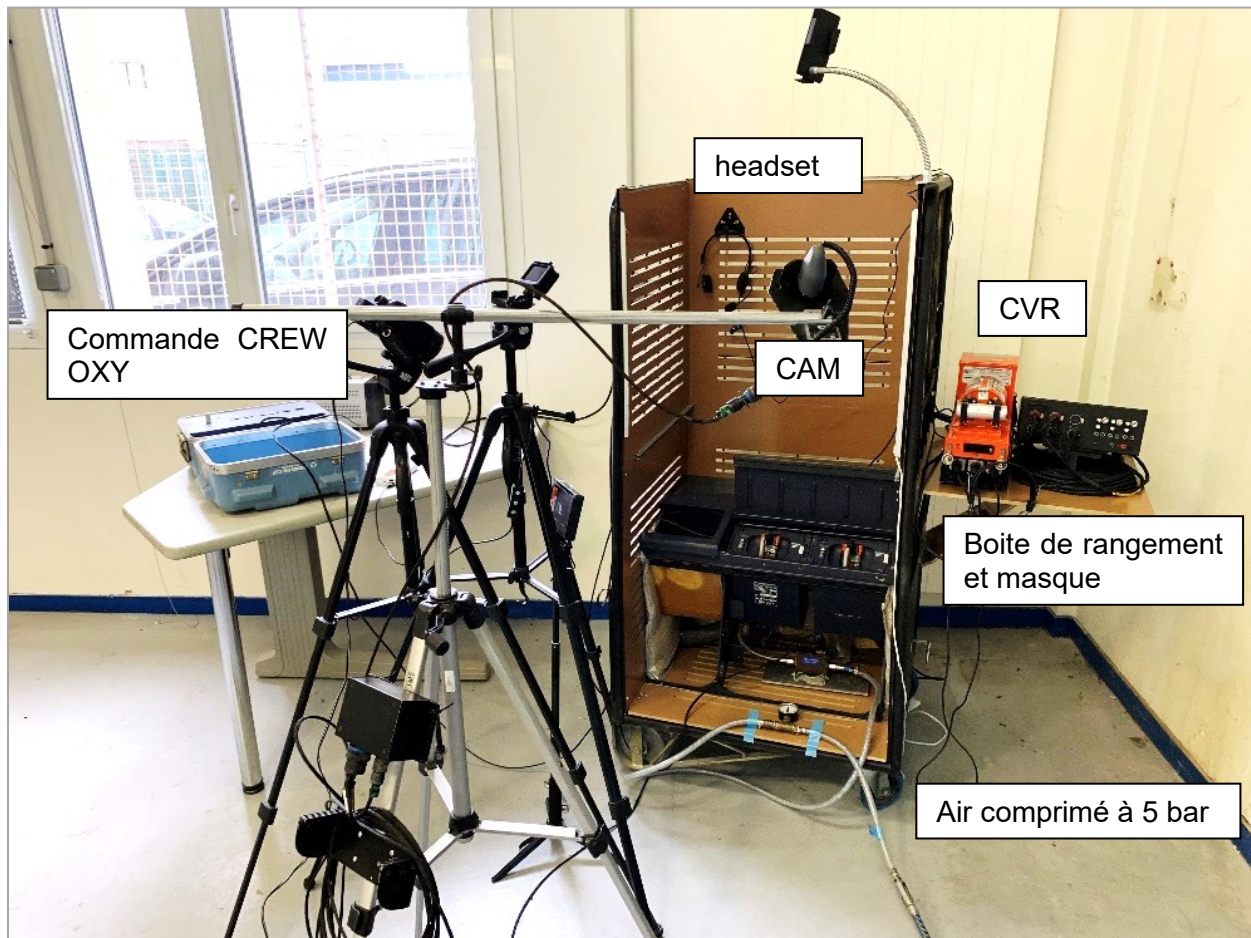 headset
CVR
Commande CREW
OXY
CAM
Boite de rangement
et masque
Air comprimé à 5 bar